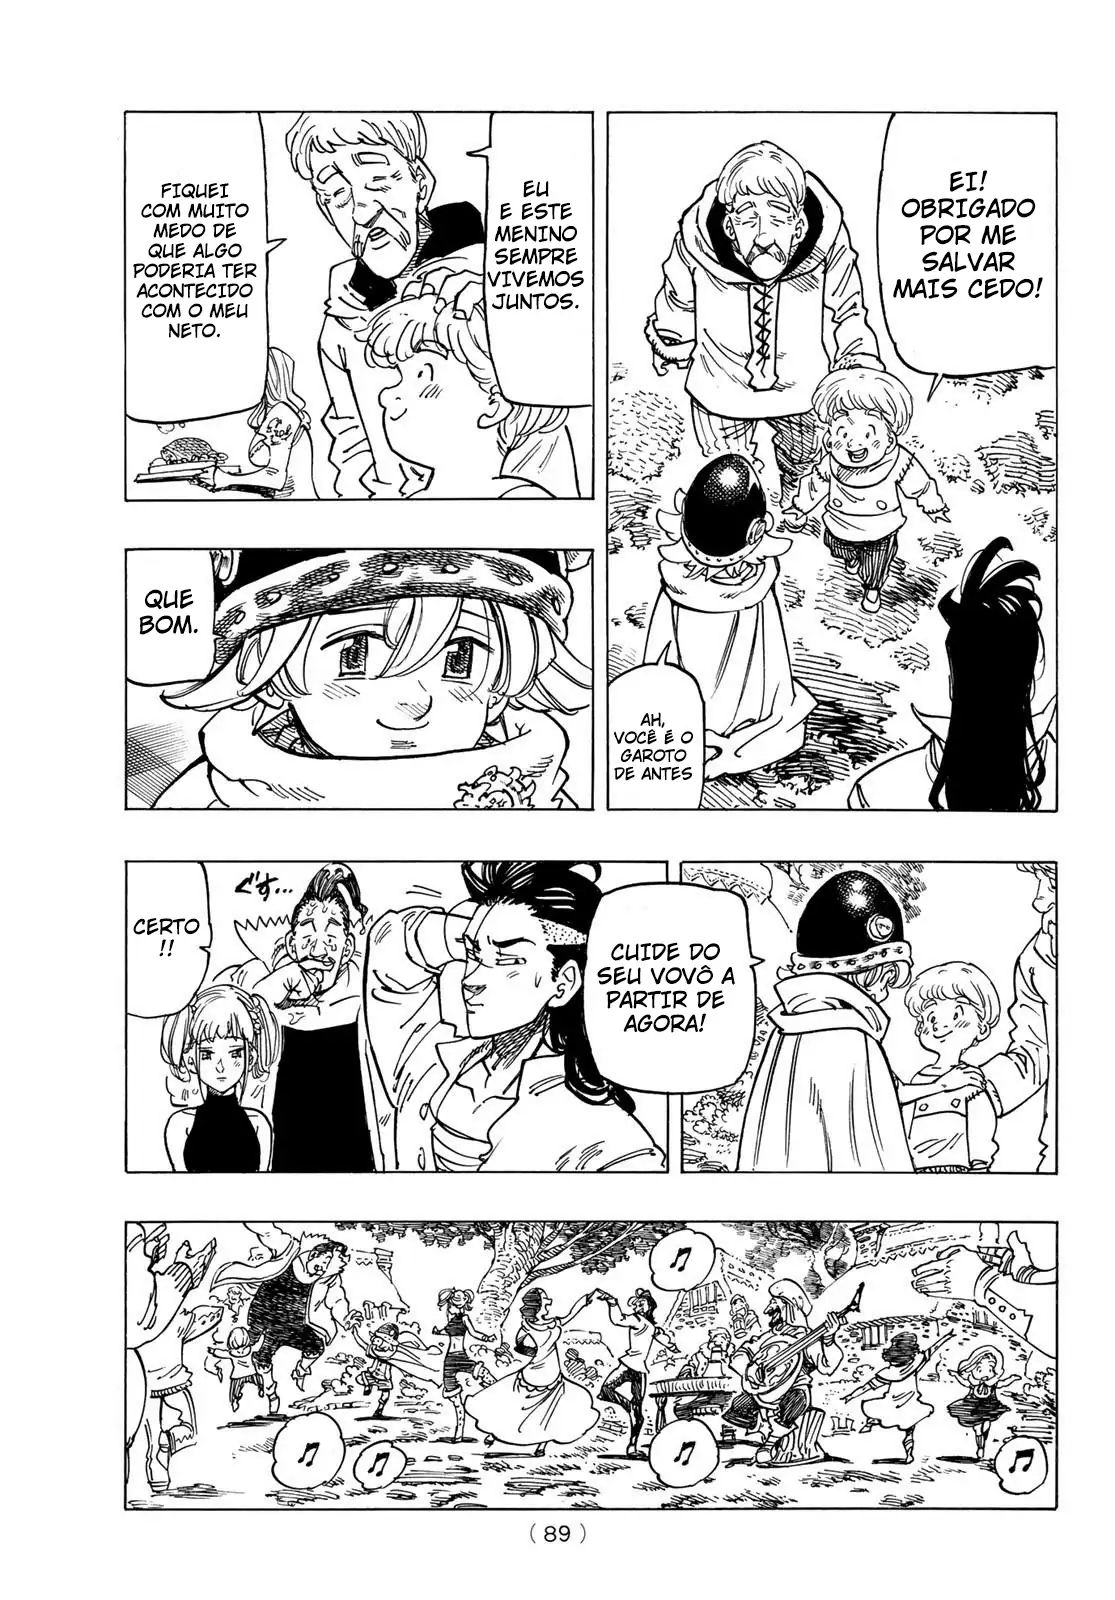 EI!
OBRIGADO
POR ME
SALVAR
MAIS CEDO!
AH,
VOCÊ É O
GAROTO
DE ANTES
EU
E ESTE
MENINO
SEMPRE
VIVEMOS
JUNTOS.
FIQUEI
COM MUITO
MEDO DE
QUE ALGO
PODERIA TER
ACONTECIDO
COM O MEU
NETO.
QUE
BOM.
CUIDE DO
SEU VOVÔ A
PARTIR DE
AGORA!
ぐす…
CERTO
!!
( 89 )